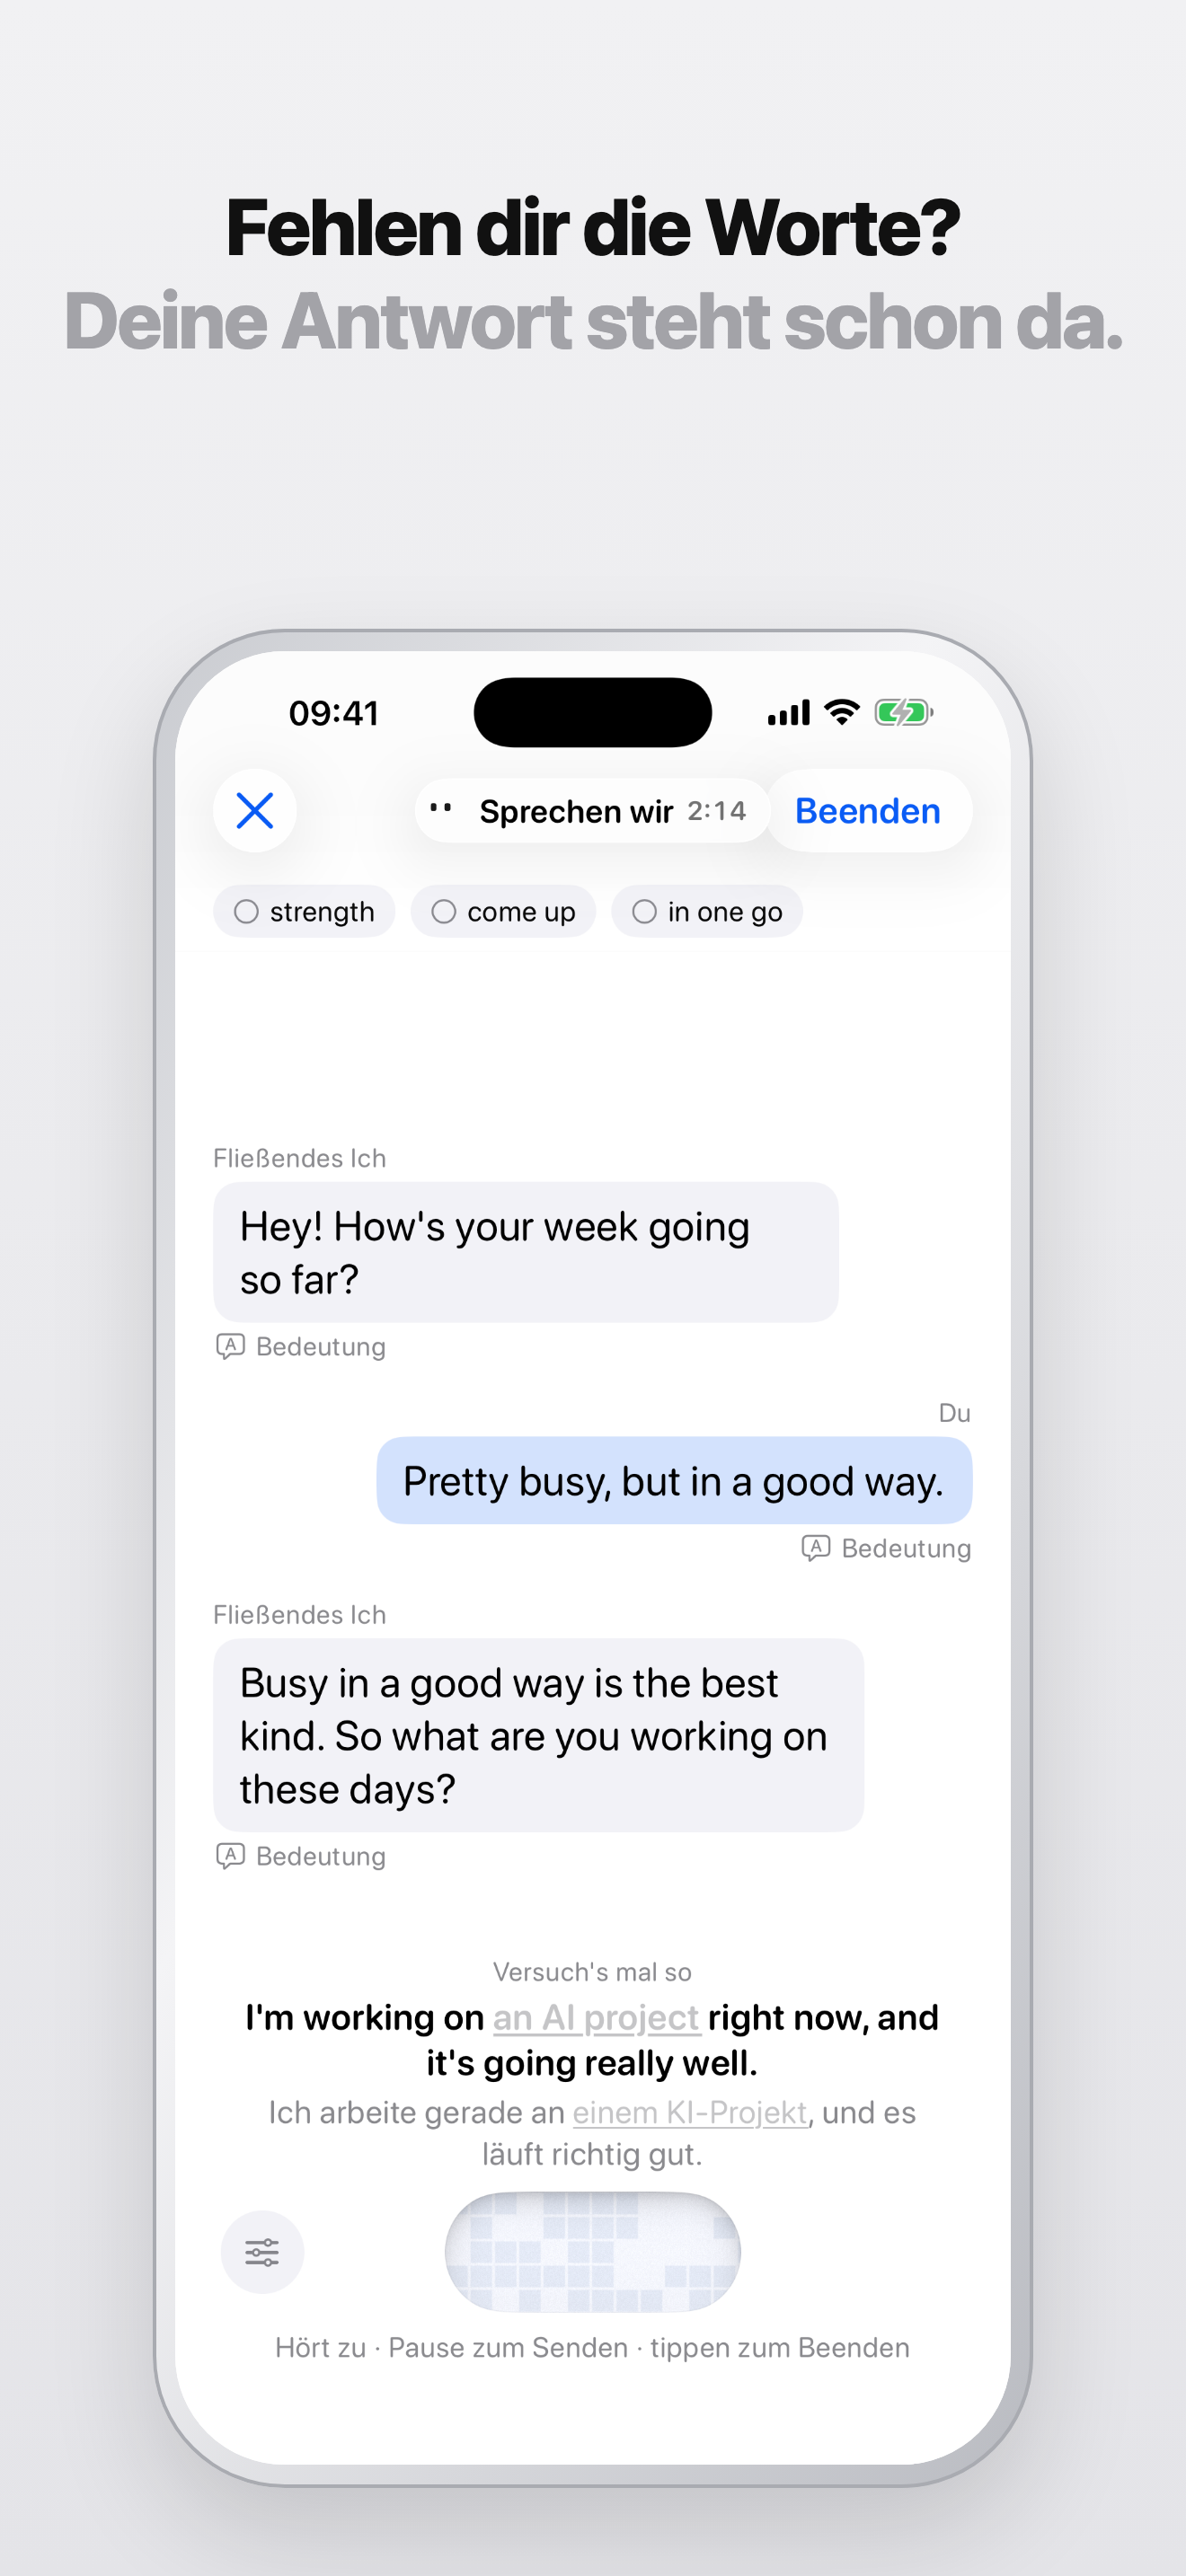 Fehlen dir die Worte?
Deine Antwort steht schon da.
09:41
Sprechen wir 2:14
Beenden
strength
come up
in one go
Fließendes Ich
Hey! How's your week going
so far?
A Bedeutung
Du
Pretty busy, but in a good way.
A Bedeutung
Fließendes Ich
Busy in a good way is the best
kind. So what are you working on
these days?
A Bedeutung
Versuch's mal so
I'm working on an AI project right now, and
it's going really well.
Ich arbeite gerade an einem KI-Projekt, und es
läuft richtig gut.
Hört zu · Pause zum Senden · tippen zum Beenden